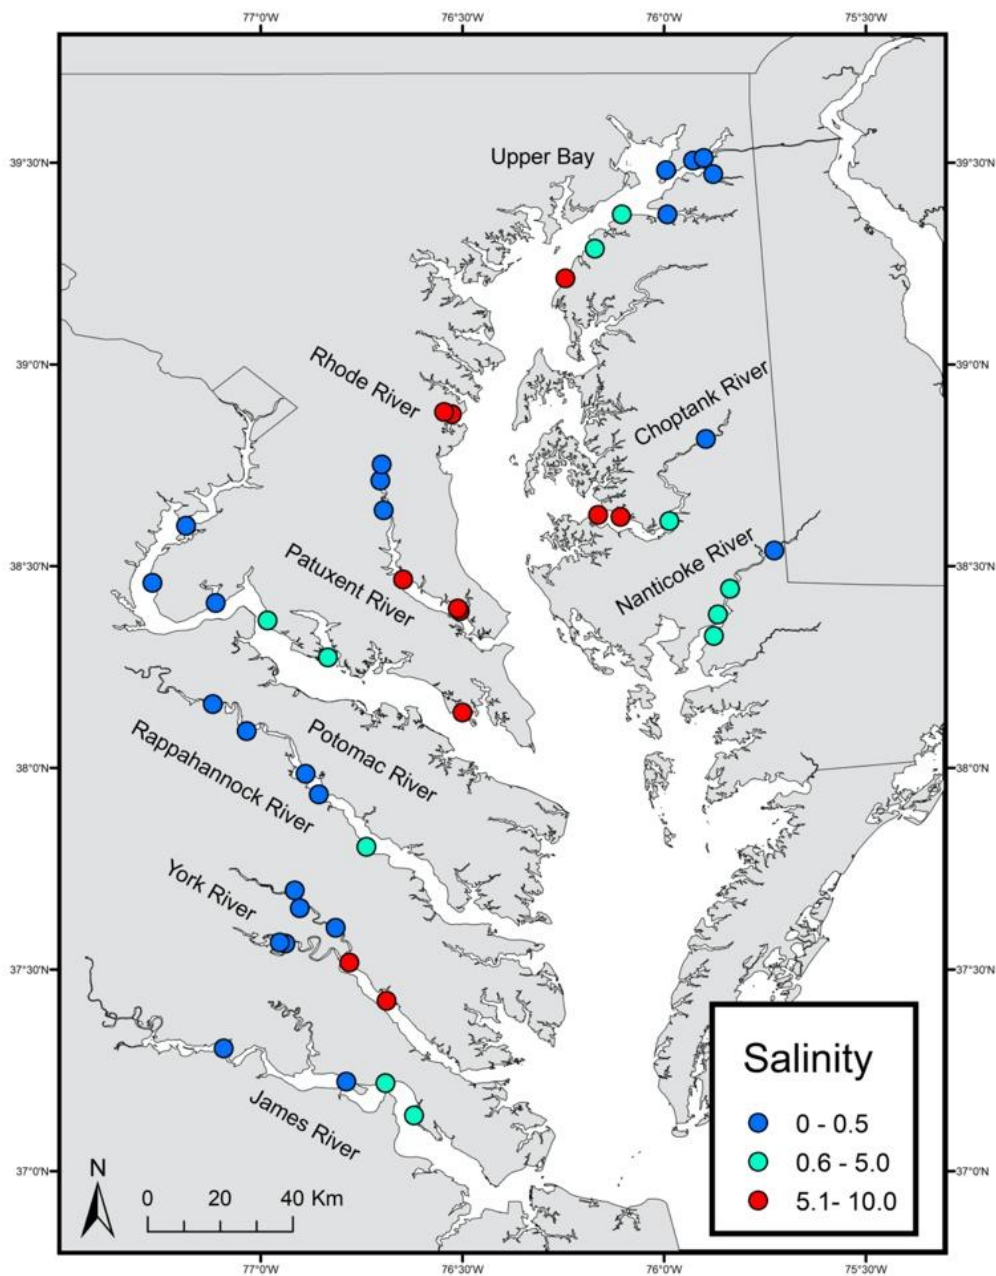 77°0'W 76°30'W 76°0'W 75°30'W
39°30'N Upper Bay 39°30'N
39°0'N Rhode River 39°0'N
Choptank River
38°30'N Patuxent River Nanticoke River 38°30'N
Potomac River
38°0'N Rappahannock River 38°0'N
York River
37°30'N 37°30'N
James River
Salinity
0 - 0.5
0.6 - 5.0
5.1- 10.0
37°0'N 37°0'N
N
0 20 40 Km
77°0'W 76°30'W 76°0'W 75°30'W